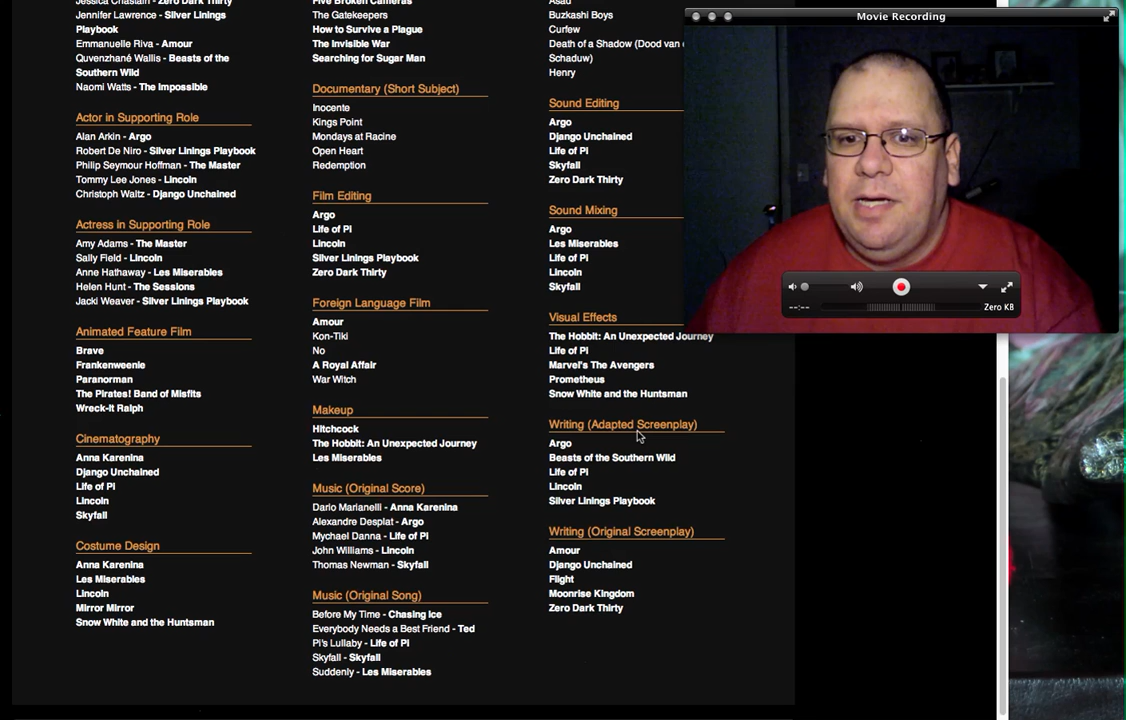 Jessica Chastain - Zero Dark Thirty
Jennifer Lawrence - Silver Linings
Playbook
Emmanuelle Riva - Amour
Quvenzhané Wallis - Beasts of the
Southern Wild
Naomi Watts - The Impossible
Actor in Supporting Role
Alan Arkin - Argo
Robert De Niro - Silver Linings Playbook
Philip Seymour Hoffman - The Master
Tommy Lee Jones - Lincoln
Christoph Waltz - Django Unchained
Actress in Supporting Role
Amy Adams - The Master
Sally Field - Lincoln
Anne Hathaway - Les Miserables
Helen Hunt - The Sessions
Jacki Weaver - Silver Linings Playbook
Animated Feature Film
Brave
Frankenweenie
Paranorman
The Pirates! Band of Misfits
Wreck-It Ralph
Cinematography
Anna Karenina
Django Unchained
Life of Pi
Lincoln
Skyfall
Costume Design
Anna Karenina
Les Miserables
Lincoln
Mirror Mirror
Snow White and the Huntsman
Five Broken Cameras
The Gatekeepers
How to Survive a Plague
The Invisible War
Searching for Sugar Man
Documentary (Short Subject)
Inocente
Kings Point
Mondays at Racine
Open Heart
Redemption
Film Editing
Argo
Life of Pi
Lincoln
Silver Linings Playbook
Zero Dark Thirty
Foreign Language Film
Amour
Kon-Tiki
No
A Royal Affair
War Witch
Makeup
Hitchcock
The Hobbit: An Unexpected Journey
Les Miserables
Music (Original Score)
Dario Marianelli - Anna Karenina
Alexandre Desplat - Argo
Mychael Danna - Life of Pi
John Williams - Lincoln
Thomas Newman - Skyfall
Music (Original Song)
Before My Time - Chasing Ice
Everybody Needs a Best Friend - Ted
Pi's Lullaby - Life of Pi
Skyfall - Skyfall
Suddenly - Les Miserables
Asad
Buzkashi Boys
Curfew
Death of a Shadow (Dood van
Schaduw)
Henry
Sound Editing
Argo
Django Unchained
Life of Pi
Skyfall
Zero Dark Thirty
Sound Mixing
Argo
Les Miserables
Life of Pi
Lincoln
Skyfall
Visual Effects
The Hobbit: An Unexpected Journey
Life of Pi
Marvel's The Avengers
Prometheus
Snow White and the Huntsman
Writing (Adapted Screenplay)
Argo
Beasts of the Southern Wild
Life of Pi
Lincoln
Silver Linings Playbook
Writing (Original Screenplay)
Amour
Django Unchained
Flight
Moonrise Kingdom
Zero Dark Thirty
Movie Recording
--:--
Zero KB